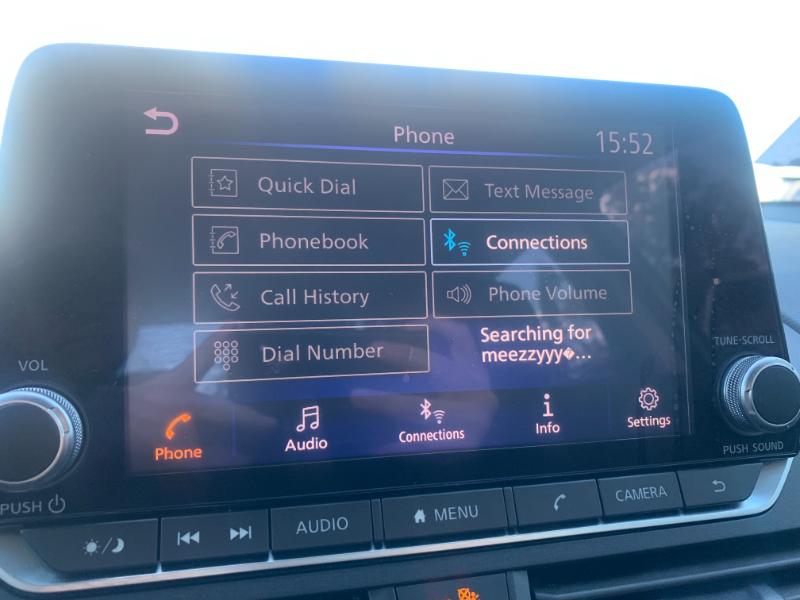 Phone
15:52
Quick Dial
Text Message
Phonebook
Connections
Call History
Phone Volume
Dial Number
Searching for
meezzyyy�...
Phone
Audio
Connections
Info
Settings
VOL
PUSH
TUNE·SCROLL
PUSH SOUND
AUDIO
MENU
CAMERA